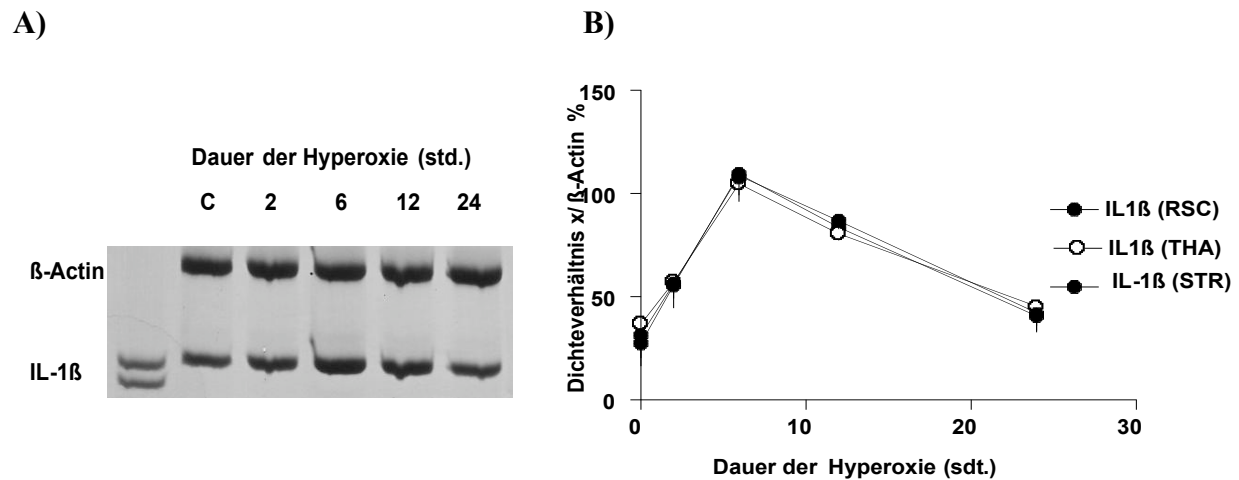 A)
Dauer der Hyperoxie (std.)
C 2 6 12 24
ß-Actin
IL-1ß
B)
Dichteverhältnis x/ ß-Actin %
150
100
50
0
0 10 20 30
Dauer der Hyperoxie (sdt.)
IL1ß (RSC)
IL1ß (THA)
IL-1ß (STR)